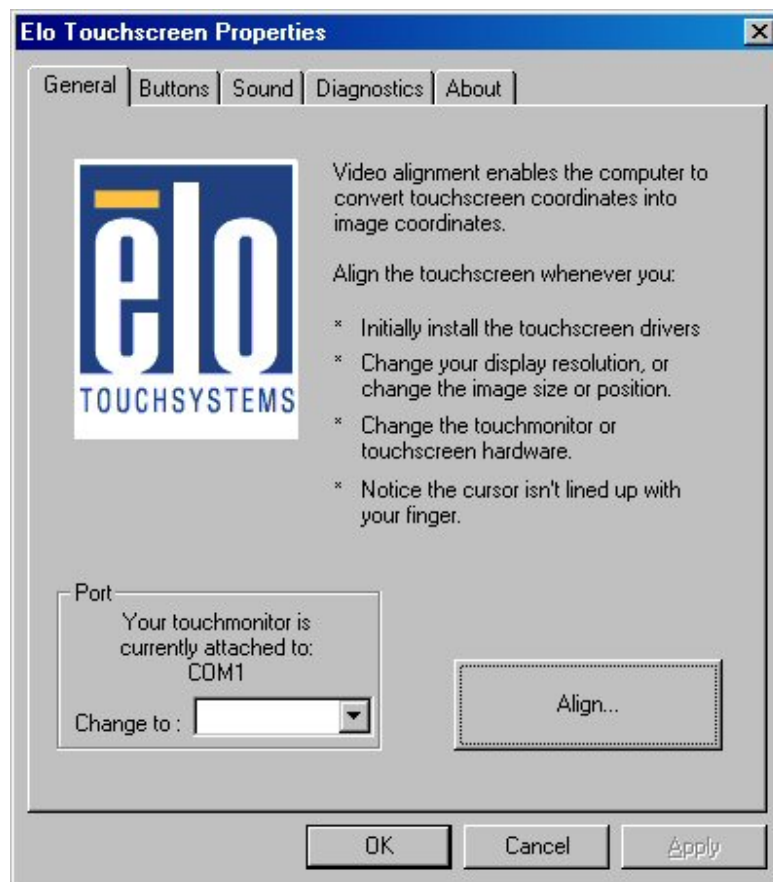 Elo Touchscreen Properties
General Buttons Sound Diagnostics About
elo
TOUCHSYSTEMS
Video alignment enables the computer to
convert touchscreen coordinates into
image coordinates.
Align the touchscreen whenever you:
* Initially install the touchscreen drivers
* Change your display resolution, or
change the image size or position.
* Change the touchmonitor or
touchscreen hardware.
* Notice the cursor isn't lined up with
your finger.
Port
Your touchmonitor is
currently attached to:
COM1
Change to :
Align...
OK Cancel Apply